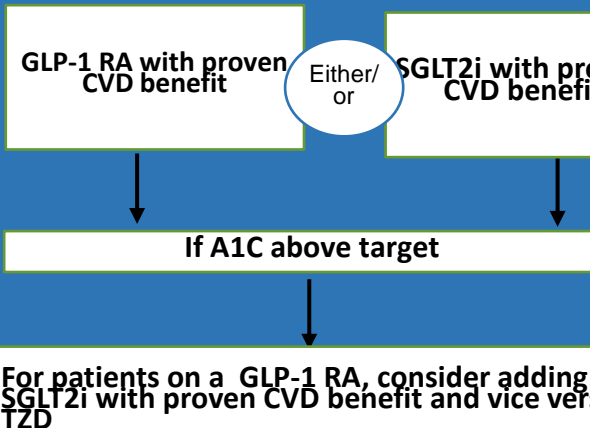 GLP-1 RA with proven
CVD benefit
Either/
or
SGLT2i with pro
CVD benefi
If A1C above target
For patients on a GLP-1 RA, consider adding
SGLT2i with proven CVD benefit and vice vers
TZD